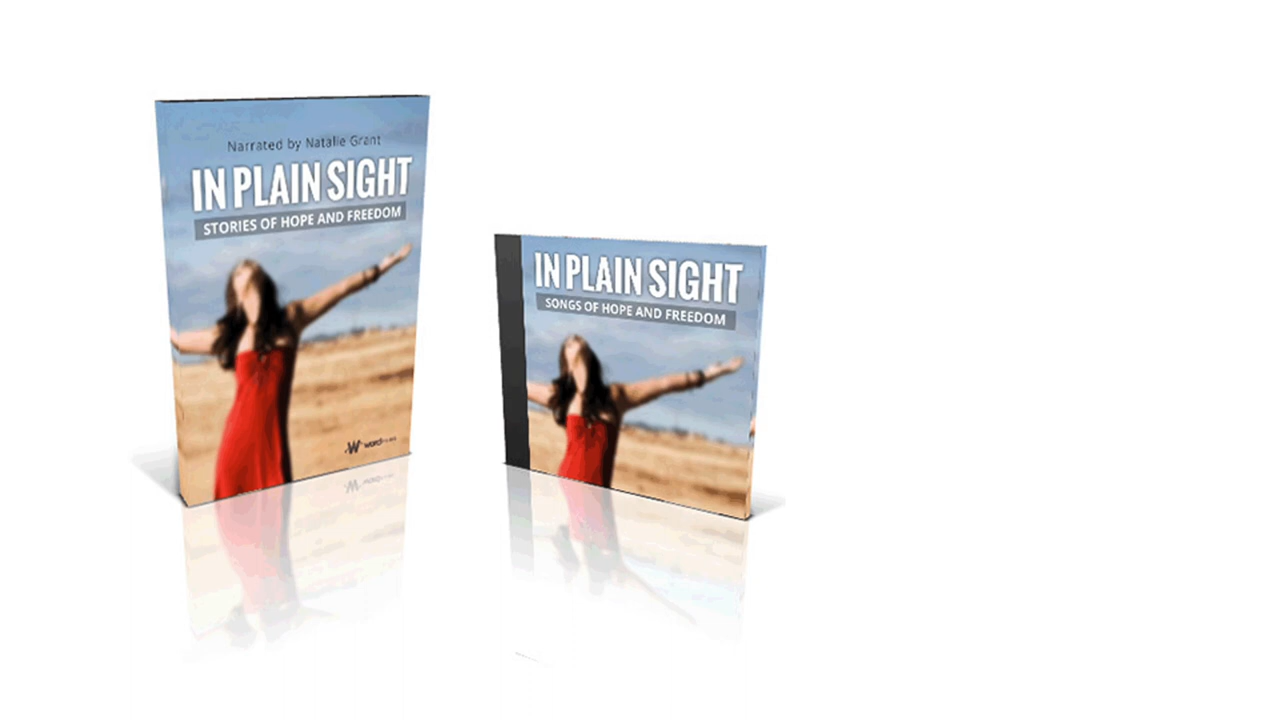 Narrated by Natalie Grant
IN PLAIN SIGHT
STORIES OF HOPE AND FREEDOM
W word
IN PLAIN SIGHT
SONGS OF HOPE AND FREEDOM